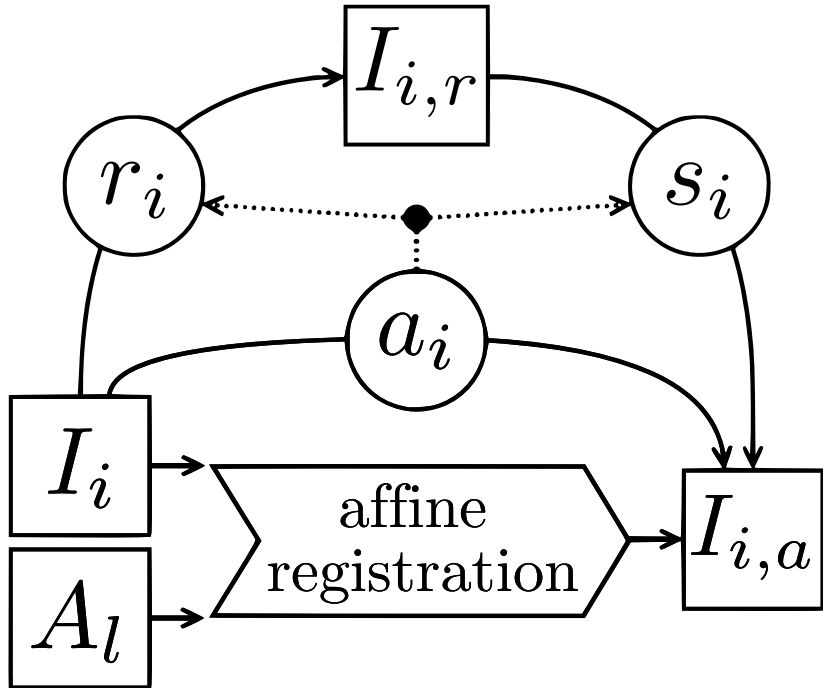 I_{i,r}
r_i
s_i
a_i
I_i
affine
registration
I_{i,a}
A_l